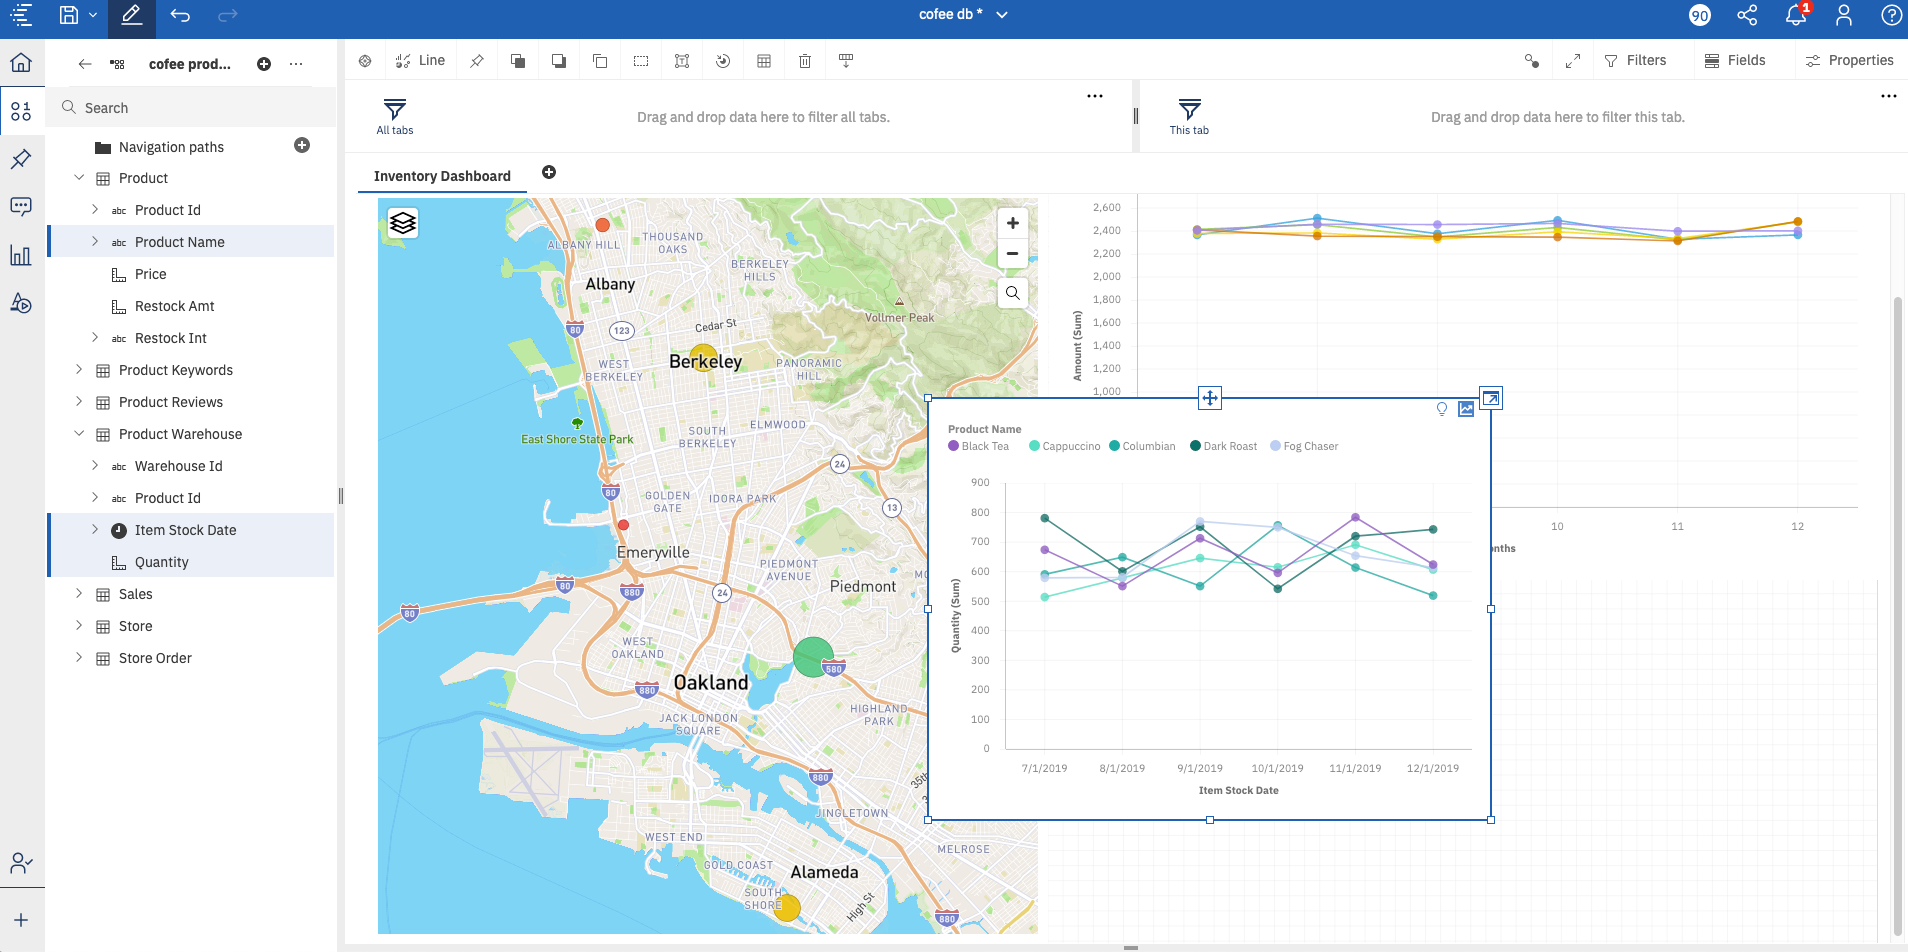 cofee db *
90
1
cofee prod...
Line
Filters
Fields
Properties
Search
All tabs
Drag and drop data here to filter all tabs.
This tab
Drag and drop data here to filter this tab.
Inventory Dashboard
Navigation paths
Product
abc Product Id
abc Product Name
Price
Restock Amt
abc Restock Int
Product Keywords
Product Reviews
Product Warehouse
abc Warehouse Id
abc Product Id
Item Stock Date
Quantity
Sales
Store
Store Order
ALBANY HILL
THOUSAND
OAKS
BERKELEY
HILLS
Albany
Vollmer Peak
80
123
Cedar St
WEST
BERKELEY
Berkeley
PANORAMIC
HILL
East Shore State Park
SOUTH
BERKELEY
ELMWOOD
24
80
GOLDEN
GATE
IDORA PARK
13
Emeryville
PIEDMONT
AVENUE
Piedmont
80
880
24
80
WEST
OAKLAND
580
Oakland
880
JACK LONDON
SQUARE
HIGHLAND
PARK
880
35th
JINGLETOWN
WEST END
MELROSE
GOLD COAST
Alameda
SOUTH
SHORE
High St
880
2,600
2,400
2,200
2,000
1,800
1,600
1,400
1,200
1,000
Amount (Sum)
10
11
12
onths
Product Name
Black Tea
Cappuccino
Columbian
Dark Roast
Fog Chaser
900
800
700
600
500
400
300
200
100
0
Quantity (Sum)
7/1/2019
8/1/2019
9/1/2019
10/1/2019
11/1/2019
12/1/2019
Item Stock Date